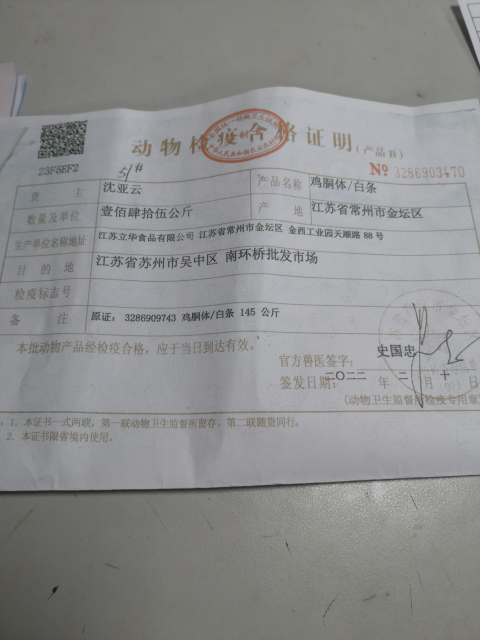 动物检疫合格证明(产品B)
23F5EF2
№ 3286903470
货 主 沈亚云 产品名称 鸡胴体/白条
数量及单位 壹佰肆拾伍公斤 产 地 江苏省常州市金坛区
生产单位名称地址 江苏立华食品有限公司 江苏省常州市金坛区 金西工业园天顺路 88 号
目 的 地 江苏省苏州市吴中区 南环桥批发市场
检疫标志号
备 注 原证: 3286909743 鸡胴体/白条 145 公斤
本批动物产品经检疫合格,应于当日到达有效。
官方兽医签字: 史国忠
签发日期: 二〇二二 年 二 月 十
(动物卫生监督所检疫专用章
:1. 本证书一式两联,第一联动物卫生监督所留存,第二联随货同行。
2. 本证书限省境内使用。